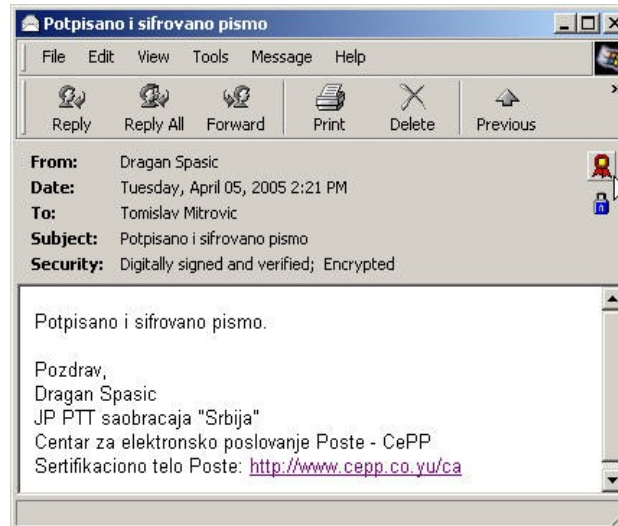 Potpisano i sifrovano pismo
File Edit View Tools Message Help
Reply Reply All Forward Print Delete Previous
From: Dragan Spasic
Date: Tuesday, April 05, 2005 2:21 PM
To: Tomislav Mitrovic
Subject: Potpisano i sifrovano pismo
Security: Digitally signed and verified; Encrypted
Potpisano i sifrovano pismo.
Pozdrav,
Dragan Spasic
JP PTT saobracaja "Srbija"
Centar za elektronsko poslovanje Poste - CePP
Sertifikaciono telo Poste: http://www.cepp.co.yu/ca